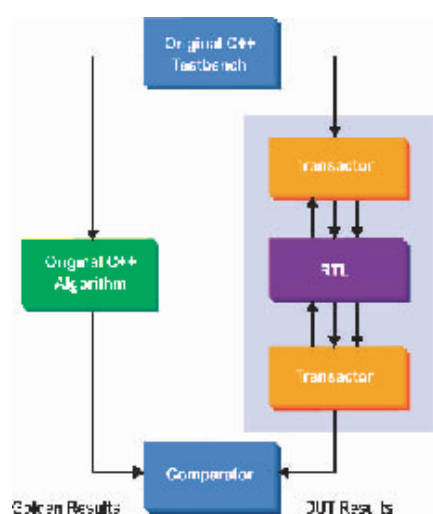 Original C++
Testbench
Transactor
Original C++
Algorithm
RTL
Transactor
Comparator
Golden Results
DUT Results